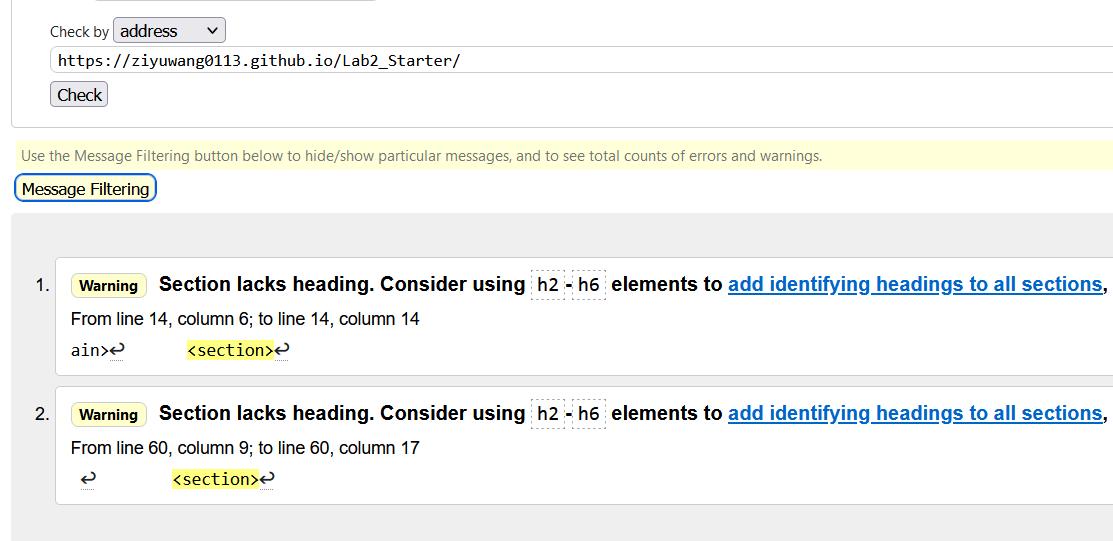 Check by address
https://ziyuwang0113.github.io/Lab2_Starter/
Check
Use the Message Filtering button below to hide/show particular messages, and to see total counts of errors and warnings.
Message Filtering
1. Warning Section lacks heading. Consider using h2-h6 elements to add identifying headings to all sections,
From line 14, column 6; to line 14, column 14
ain>↩ <section>↩
2. Warning Section lacks heading. Consider using h2-h6 elements to add identifying headings to all sections,
From line 60, column 9; to line 60, column 17
↩ <section>↩